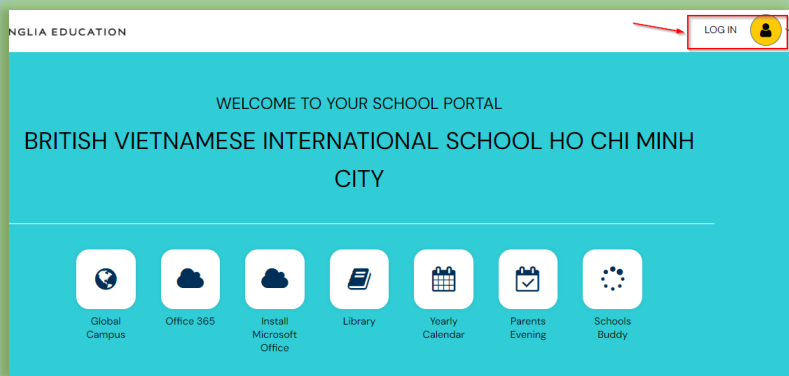 NGLIA EDUCATION
LOG IN
WELCOME TO YOUR SCHOOL PORTAL
BRITISH VIETNAMESE INTERNATIONAL SCHOOL HO CHI MINH
CITY
Global
Campus
Office 365
Install
Microsoft
Office
Library
Yearly
Calendar
Parents
Evening
Schools
Buddy